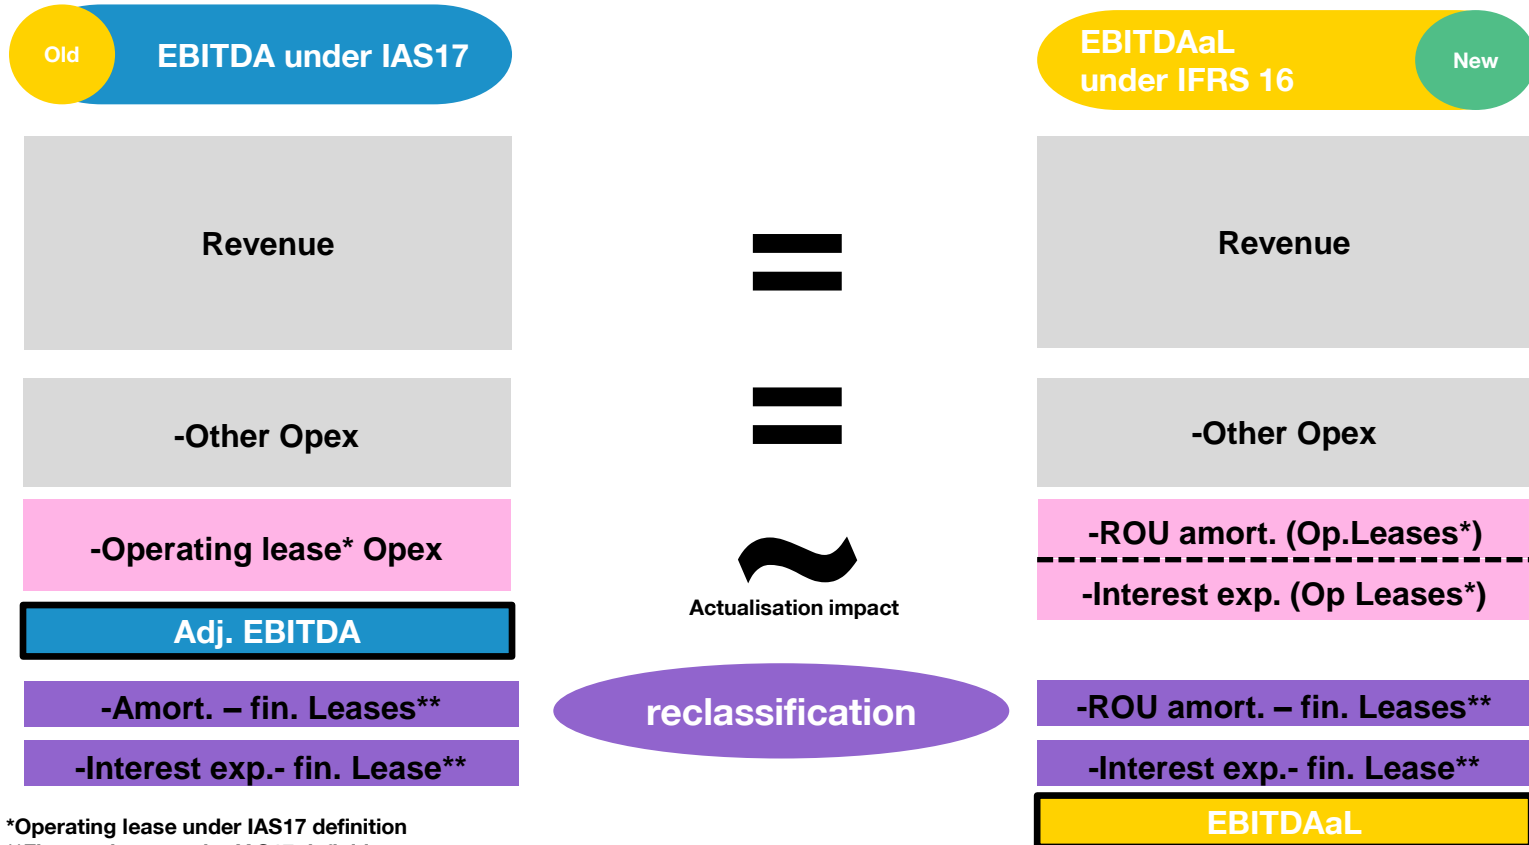 Old
EBITDA under IAS17
EBITDAaL
under IFRS 16
New
Revenue
Revenue
-Other Opex
-Other Opex
-Operating lease* Opex
-ROU amort. (Op.Leases*)
-Interest exp. (Op Leases*)
Actualisation impact
Adj. EBITDA
-Amort. – fin. Leases**
reclassification
-ROU amort. – fin. Leases**
-Interest exp.- fin. Lease**
-Interest exp.- fin. Lease**
EBITDAaL
*Operating lease under IAS17 definition